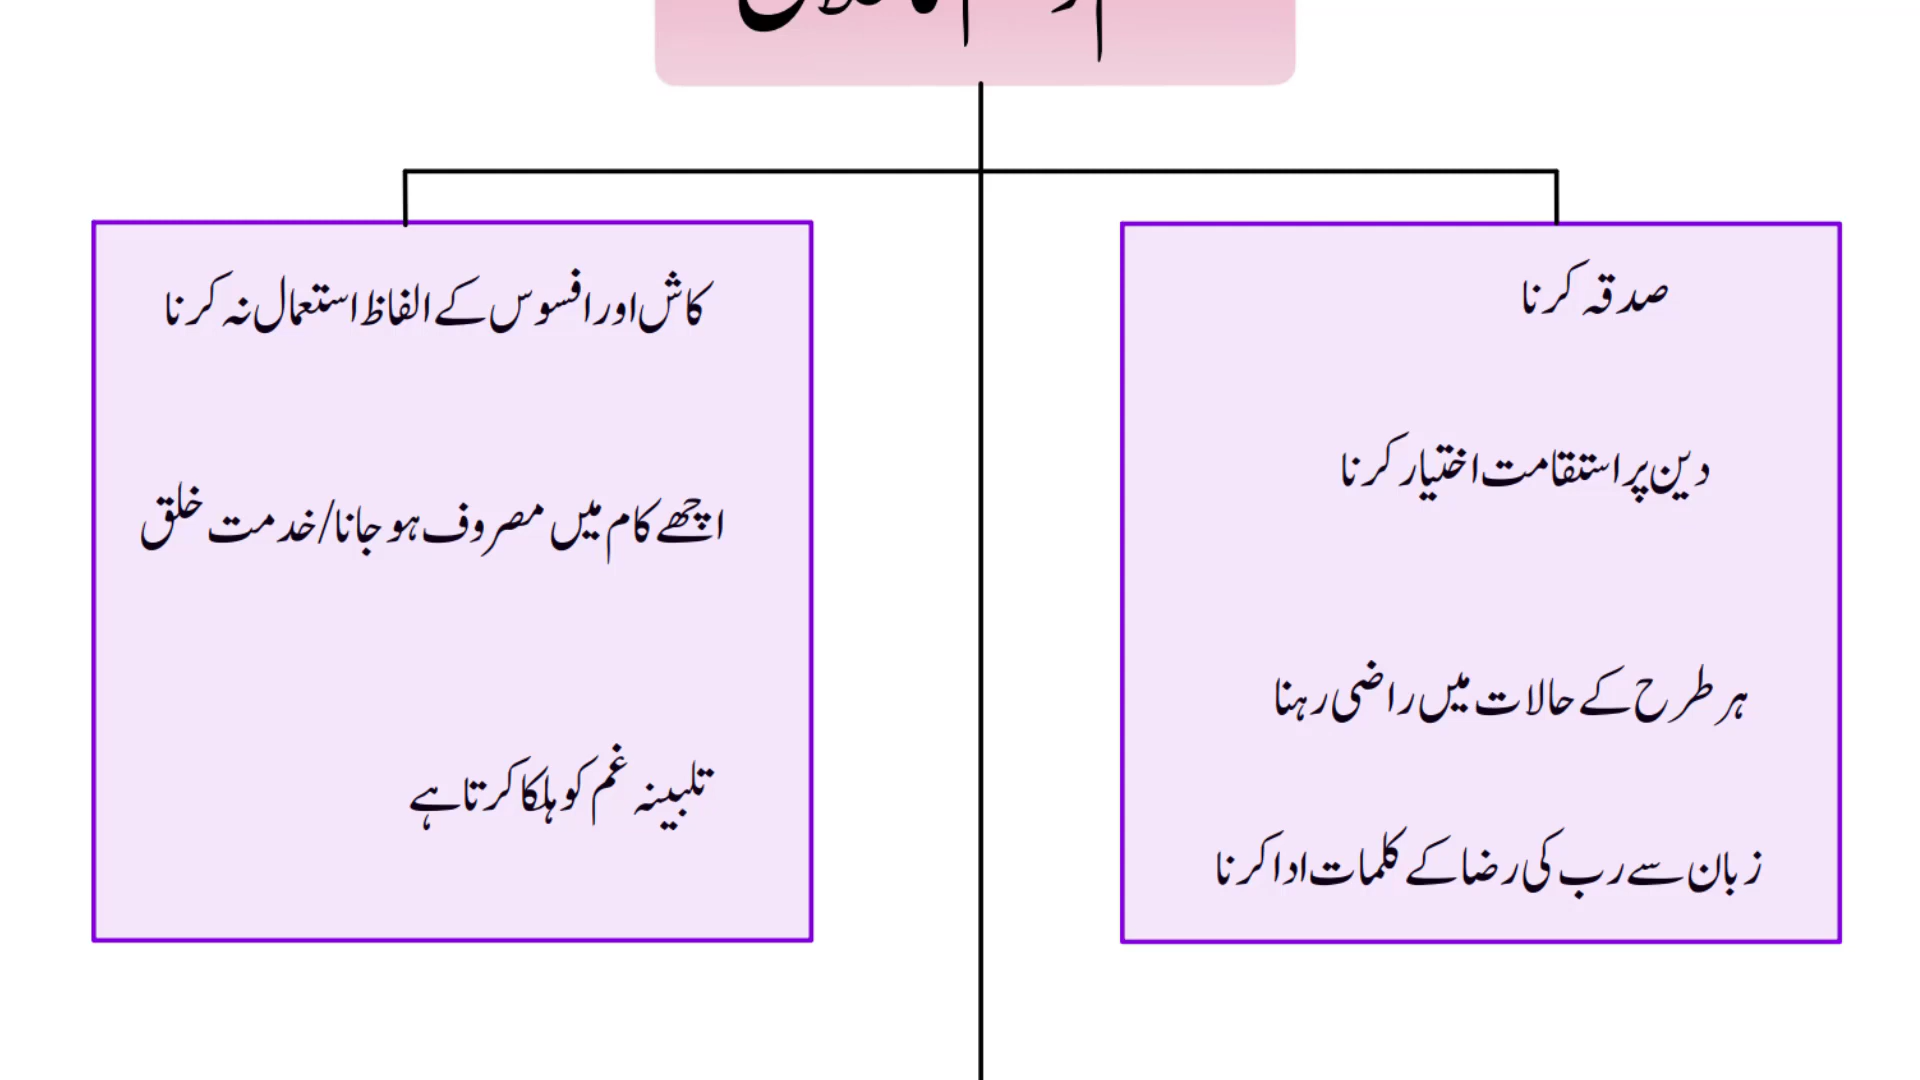 صدقہ کرنا
دین پر استقامت اختیار کرنا
ہر طرح کے حالات میں راضی رہنا
زبان سے رب کی رضا کے کلمات ادا کرنا
کاش اور افسوس کے الفاظ استعمال نہ کرنا
اچھے کام میں مصروف ہو جانا/خدمت خلق
تلبینہ غم کو ہلکا کرتا ہے